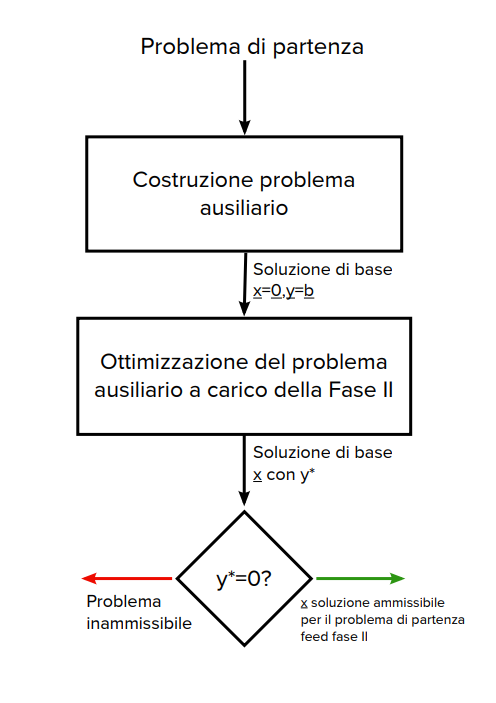 Problema di partenza
Costruzione problema
ausiliario
Soluzione di base
x=0,y=b
Ottimizzazione del problema
ausiliario a carico della Fase II
Soluzione di base
x con y*
y*=0?
Problema
inammissibile
x soluzione ammissibile
per il problema di partenza
feed fase II